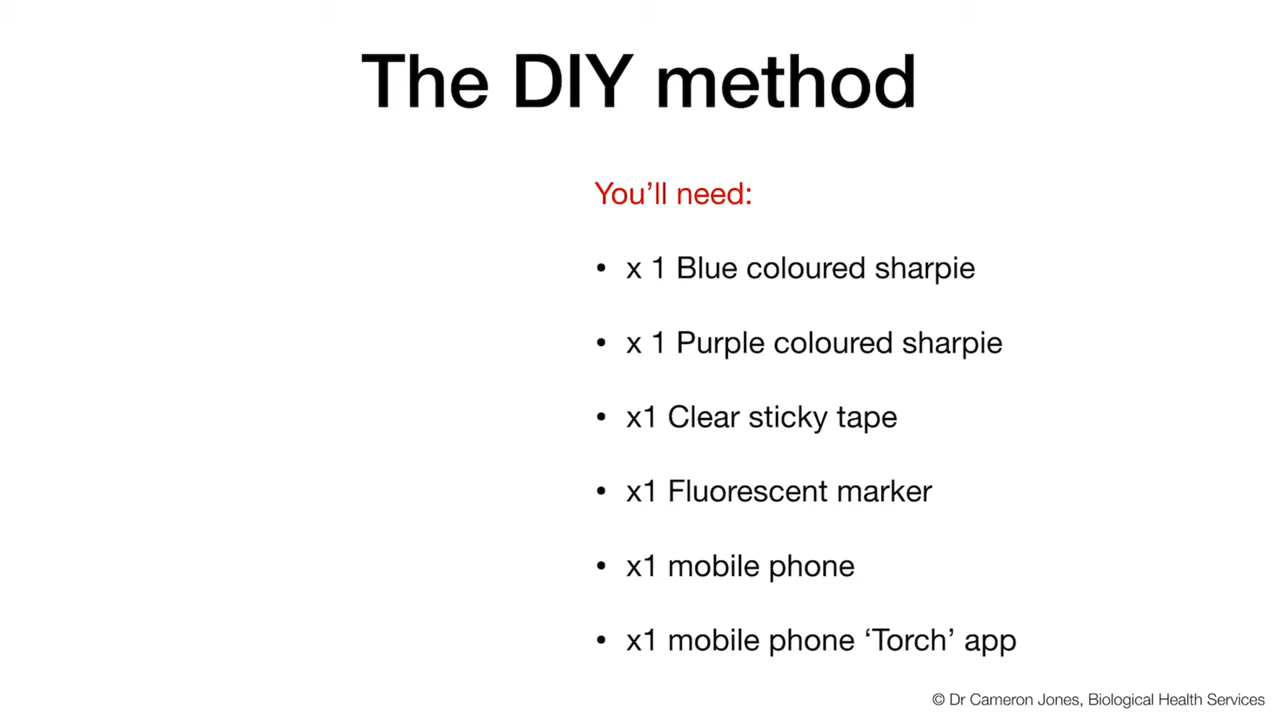 The DIY method
You’ll need:
• x 1 Blue coloured sharpie
• x 1 Purple coloured sharpie
• x1 Clear sticky tape
• x1 Fluorescent marker
• x1 mobile phone
• x1 mobile phone ‘Torch’ app
© Dr Cameron Jones, Biological Health Services